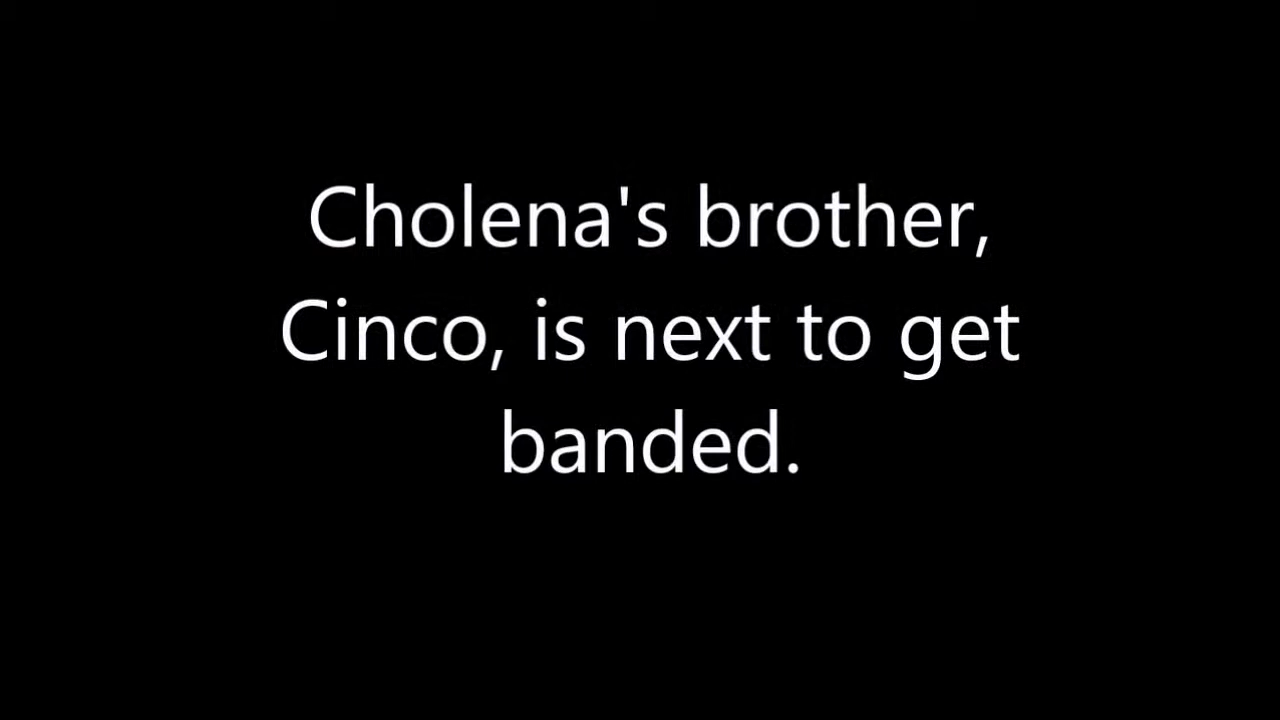 Cholena's brother,
Cinco, is next to get
banded.